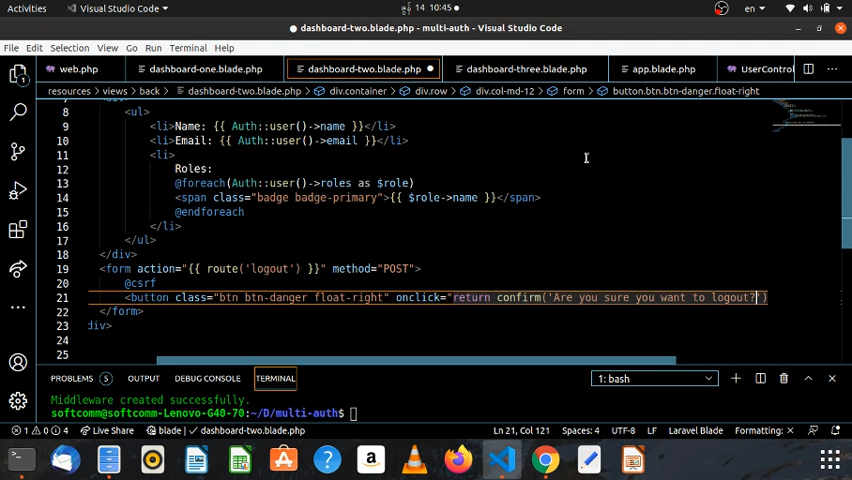 Activities Visual Studio Code 14 10:45 en
dashboard-two.blade.php - multi-auth - Visual Studio Code
File Edit Selection View Go Run Terminal Help
web.php dashboard-one.blade.php dashboard-two.blade.php dashboard-three.blade.php app.blade.php UserControl
resources > views > back > dashboard-two.blade.php > div.container > div.row > div.col-md-12 > form > button.btn.btn-danger.float-right
8 <ul>
9 <li>Name: {{ Auth::user()->name }}</li>
10 <li>Email: {{ Auth::user()->email }}</li>
11 <li>
12 Roles:
13 @foreach(Auth::user()->roles as $role)
14 <span class="badge badge-primary">{{ $role->name }}</span>
15 @endforeach
16 </li>
17 </ul>
18 </div>
19 <form action="{{ route('logout') }}" method="POST">
20 @csrf
21 <button class="btn btn-danger float-right" onclick="return confirm('Are you sure you want to logout?')
22 </form>
23 div>
24
25
PROBLEMS 5 OUTPUT DEBUG CONSOLE TERMINAL 1: bash
Middleware created successfully.
softcomm@softcomm-Lenovo-G40-70:~/D/multi-auth$
1 0 4 Live Share blade dashboard-two.blade.php Ln 21, Col 121 Spaces: 4 UTF-8 LF Laravel Blade Formatting: ×